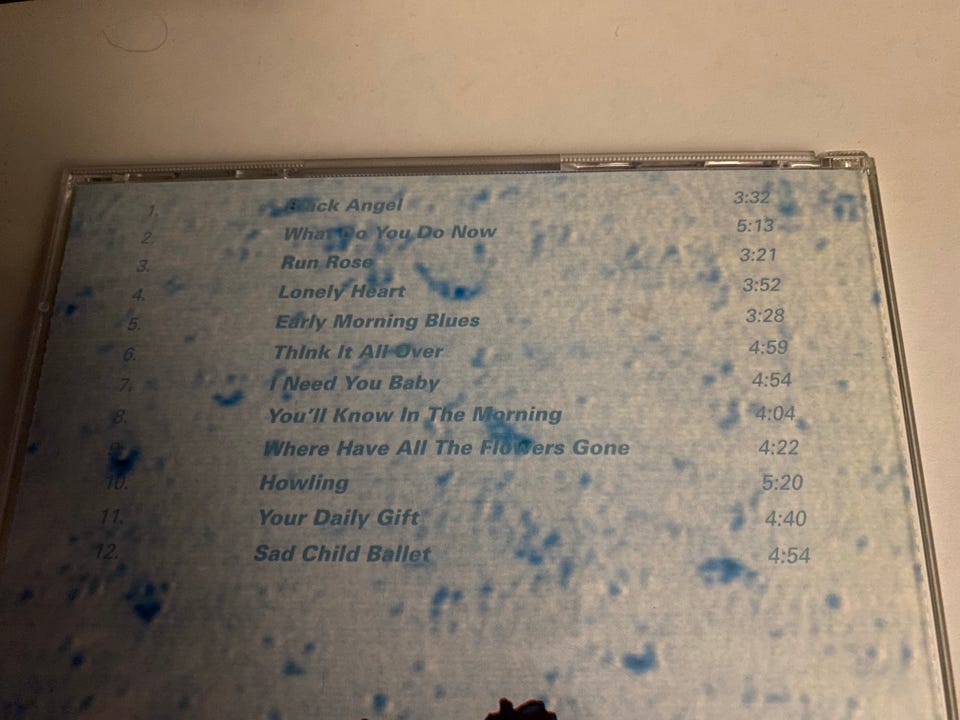 1. Black Angel 3:32
2. What Do You Do Now 5:13
3. Run Rose 3:21
4. Lonely Heart 3:52
5. Early Morning Blues 3:28
6. Think It All Over 4:59
7. I Need You Baby 4:54
8. You'll Know In The Morning 4:04
9. Where Have All The Flowers Gone 4:22
10. Howling 5:20
11. Your Daily Gift 4:40
12. Sad Child Ballet 4:54